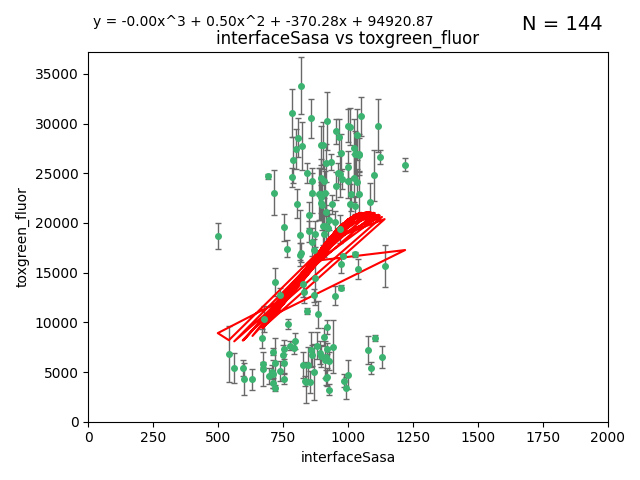 y = -0.00x^3 + 0.50x^2 + -370.28x + 94920.87
N = 144
interfaceSasa vs toxgreen_fluor
35000
30000
25000
20000
15000
10000
5000
0
toxgreen_fluor
0 250 500 750 1000 1250 1500 1750 2000
interfaceSasa